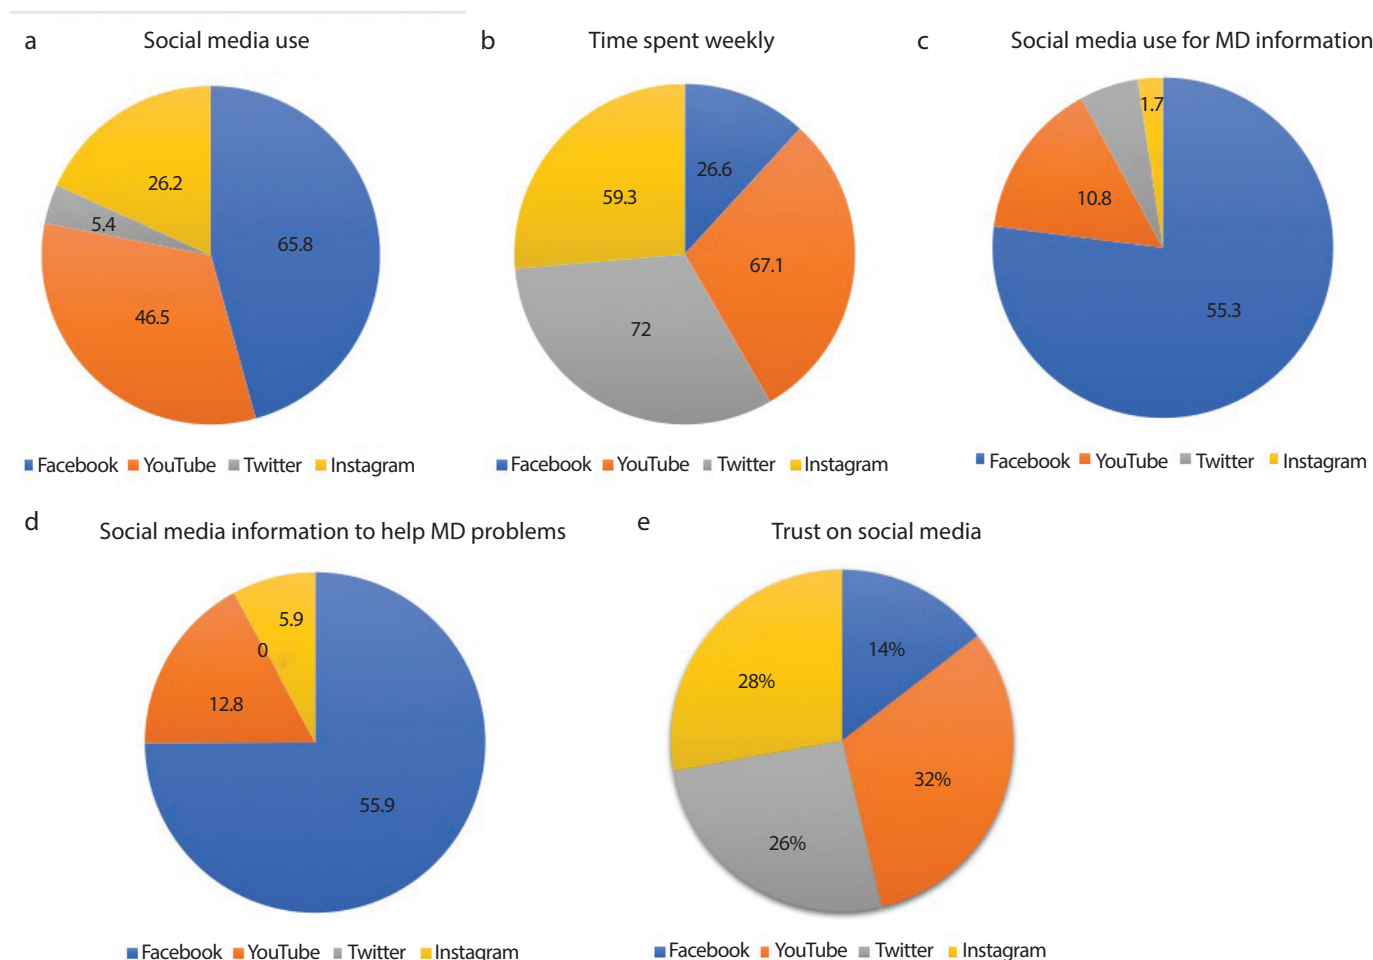 a Social media use
26.2
5.4
65.8
46.5
Facebook YouTube Twitter Instagram
b Time spent weekly
26.6
59.3
67.1
72
Facebook YouTube Twitter Instagram
c Social media use for MD information
1.7
10.8
55.3
Facebook YouTube Twitter Instagram
d Social media information to help MD problems
5.9
0
12.8
55.9
Facebook YouTube Twitter Instagram
e Trust on social media
14%
28%
32%
26%
Facebook YouTube Twitter Instagram